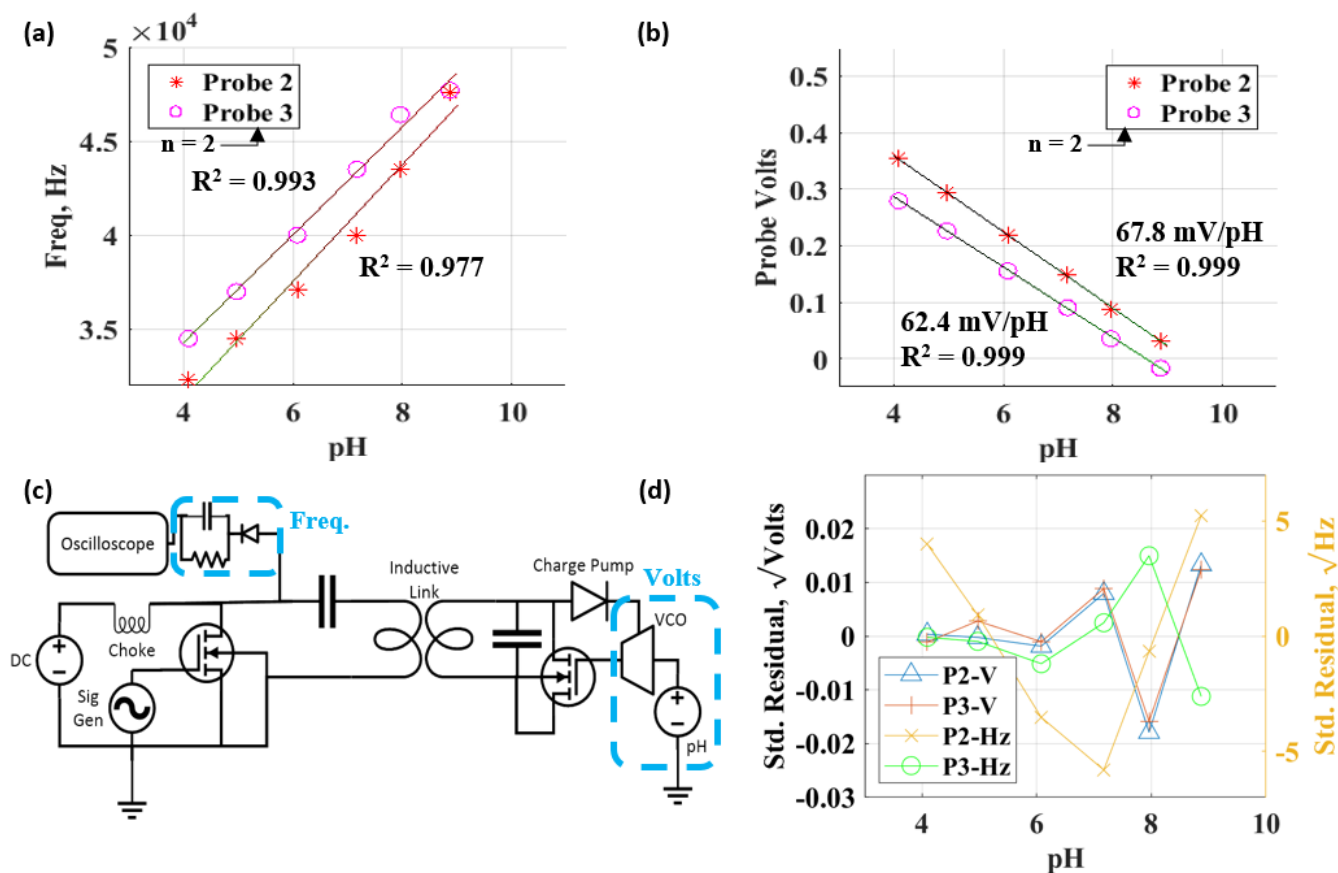 (a)
×10⁴
5
4.5
4
3.5
Freq, Hz
Probe 2
Probe 3
n = 2
R² = 0.993
R² = 0.977
4 6 8 10
pH
(b)
0.5
0.4
0.3
0.2
0.1
0
Probe Volts
Probe 2
Probe 3
n = 2
67.8 mV/pH
R² = 0.999
62.4 mV/pH
R² = 0.999
4 6 8 10
pH
(c)
Oscilloscope
Freq.
DC
Choke
Sig
Gen
Inductive
Link
Charge Pump
Volts
VCO
pH
(d)
Std. Residual, √Volts
0.02
0.01
0
-0.01
-0.02
-0.03
P2-V
P3-V
P2-Hz
P3-Hz
5
0
-5
Std. Residual, √Hz
4 6 8 10
pH